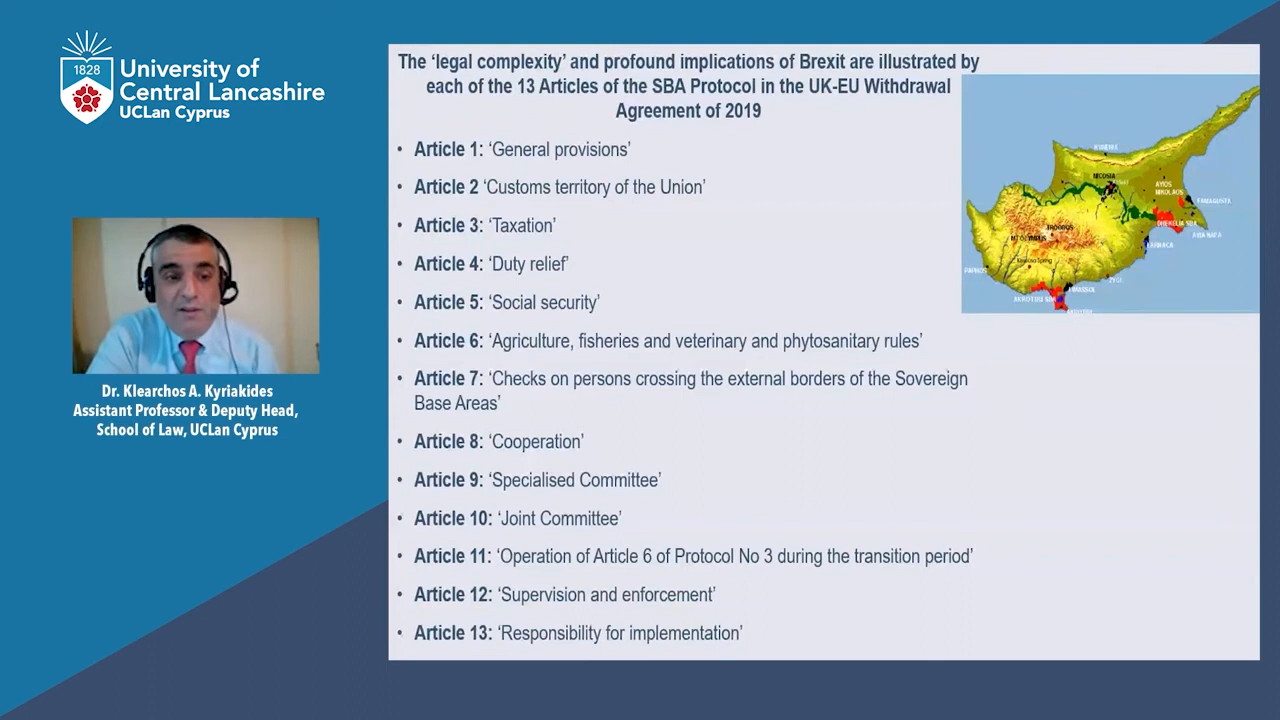 1828
University of
Central Lancashire
UCLan Cyprus
Dr. Klearchos A. Kyriakides
Assistant Professor & Deputy Head,
School of Law, UCLan Cyprus
The ‘legal complexity’ and profound implications of Brexit are illustrated by
each of the 13 Articles of the SBA Protocol in the UK-EU Withdrawal
Agreement of 2019
• Article 1: ‘General provisions’
• Article 2 ‘Customs territory of the Union’
• Article 3: ‘Taxation’
• Article 4: ‘Duty relief’
• Article 5: ‘Social security’
• Article 6: ‘Agriculture, fisheries and veterinary and phytosanitary rules’
• Article 7: ‘Checks on persons crossing the external borders of the Sovereign
Base Areas’
• Article 8: ‘Cooperation’
• Article 9: ‘Specialised Committee’
• Article 10: ‘Joint Committee’
• Article 11: ‘Operation of Article 6 of Protocol No 3 during the transition period’
• Article 12: ‘Supervision and enforcement’
• Article 13: ‘Responsibility for implementation’
NICOSIA
AYIOS
NIKOLAOS
FAMAGUSTA
DHEKELIA SBA
AYIA NAPA
LARNACA
TROODOS
MT OLYMPUS
PAPHOS
LIMASSOL
AKROTIRI SBA